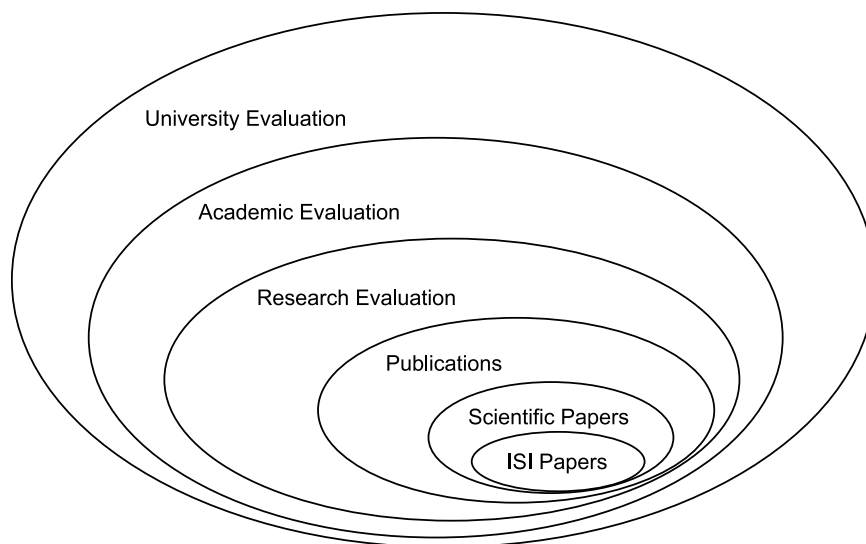 University Evaluation
Academic Evaluation
Research Evaluation
Publications
Scientific Papers
ISI Papers